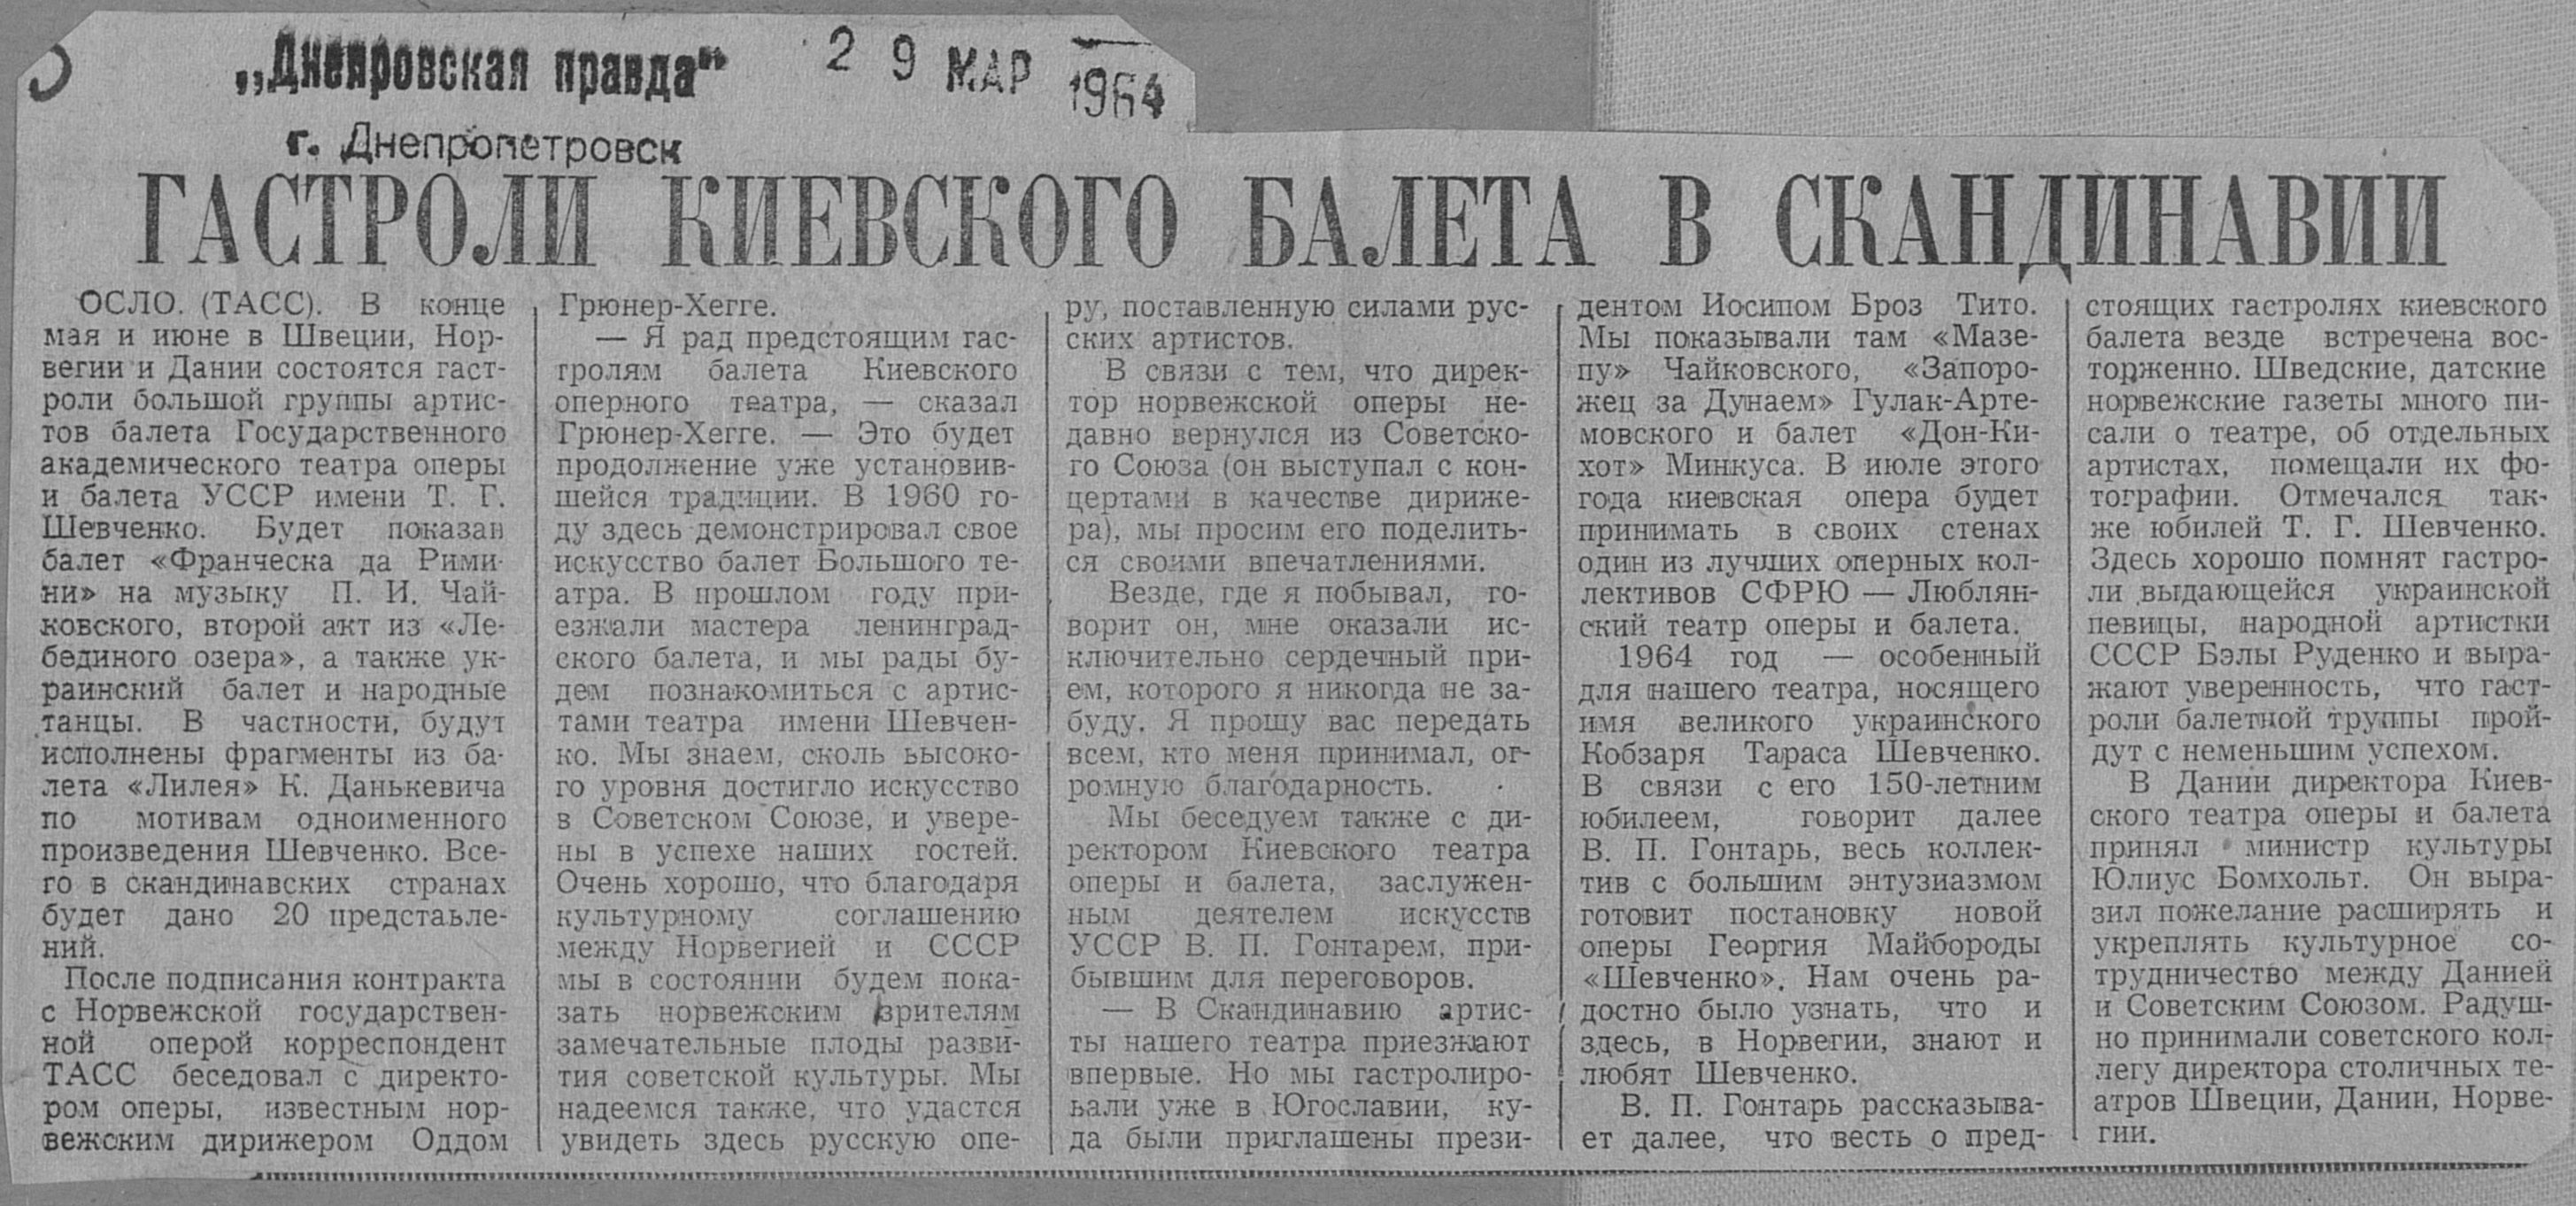 „Днепровская правда"
2 9 МАР 1964
г. Днепропетровск
ГАСТРОЛИ КИЕВСКОГО БАЛЕТА В СКАНДИНАВИИ
ОСЛО. (ТАСС). В конце
мая и июне в Швеции, Нор-
вегии и Дании состоятся гаст-
роли большой группы артис-
тов балета Государственного
академического театра оперы
и балета УССР имени Т. Г.
Шевченко. Будет показан
балет «Франческа да Рими-
ни» на музыку П. И. Чай-
ковского, второй акт из «Ле-
бединого озера», а также ук-
раинский балет и народные
танцы. В частности, будут
исполнены фрагменты из ба-
лета «Лилея» К. Данькевича
по мотивам одноименного
произведения Шевченко. Все-
го в скандинавских странах
будет дано 20 представле-
ний.
После подписания контракта
с Норвежской государствен-
ной оперой корреспондент
ТАСС беседовал с директо-
ром оперы, известным нор-
вежским дирижером Оддом
Грюнер-Хегге.
— Я рад предстоящим гас-
тролям балета Киевского
оперного театра, — сказал
Грюнер-Хегге. — Это будет
продолжение уже установив-
шейся традиции. В 1960 го-
ду здесь демонстрировал свое
искусство балет Большого те-
атра. В прошлом году при-
езжали мастера ленинград-
ского балета, и мы рады бу-
дем познакомиться с артис-
тами театра имени Шевчен-
ко. Мы знаем, сколь высоко-
го уровня достигло искусство
в Советском Союзе, и увере-
ны в успехе наших гостей.
Очень хорошо, что благодаря
культурному соглашению
между Норвегией и СССР
мы в состоянии будем пока-
зать норвежским зрителям
замечательные плоды разви-
тия советской культуры. Мы
надеемся также, что удастся
увидеть здесь русскую опе-
ру, поставленную силами рус-
ских артистов.
В связи с тем, что дирек-
тор норвежской оперы не-
давно вернулся из Советско-
го Союза (он выступал с кон-
цертами в качестве дириже-
ра), мы просим его поделить-
ся своими впечатлениями.
Везде, где я побывал, го-
ворит он, мне оказали ис-
ключительно сердечный при-
ем, которого я никогда не за-
буду. Я прошу вас передать
всем, кто меня принимал, ог-
ромную благодарность.
Мы беседуем также с ди-
ректором Киевского театра
оперы и балета, заслужен-
ным деятелем искусств
УССР В. П. Гонтарем, при-
бывшим для переговоров.
— В Скандинавию артис-
ты нашего театра приезжают
впервые. Но мы гастролиро-
вали уже в Югославии, ку-
да были приглашены прези-
дентом Иосипом Броз Тито.
Мы показывали там «Мазе-
пу» Чайковского, «Запоро-
жец за Дунаем» Гулак-Арте-
мовского и балет «Дон-Ки-
хот» Минкуса. В июле этого
года киевская опера будет
принимать в своих стенах
один из лучших оперных кол-
лективов СФРЮ — Люблян-
ский театр оперы и балета.
1964 год — особенный
для нашего театра, носящего
имя великого украинского
Кобзаря Тараса Шевченко.
В связи с его 150-летним
юбилеем, говорит далее
В. П. Гонтарь, весь коллек-
тив с большим энтузиазмом
готовит постановку новой
оперы Георгия Майбороды
«Шевченко». Нам очень ра-
достно было узнать, что и
здесь, в Норвегии, знают и
любят Шевченко.
В. П. Гонтарь рассказыва-
ет далее, что весть о пред-
стоящих гастролях киевского
балета везде встречена вос-
торженно. Шведские, датские
норвежские газеты много пи-
сали о театре, об отдельных
артистах, помещали их фо-
тографии. Отмечался так-
же юбилей Т. Г. Шевченко.
Здесь хорошо помнят гастро-
ли выдающейся украинской
певицы, народной артистки
СССР Бэлы Руденко и выра-
жают уверенность, что гаст-
роли балетной труппы прой-
дут с неменьшим успехом.
В Дании директора Киев-
ского театра оперы и балета
принял министр культуры
Юлиус Бомхольт. Он выра-
зил пожелание расширять и
укреплять культурное со-
трудничество между Данией
и Советским Союзом. Радуш-
но принимали советского кол-
легу директора столичных те-
атров Швеции, Дании, Норве-
гии.